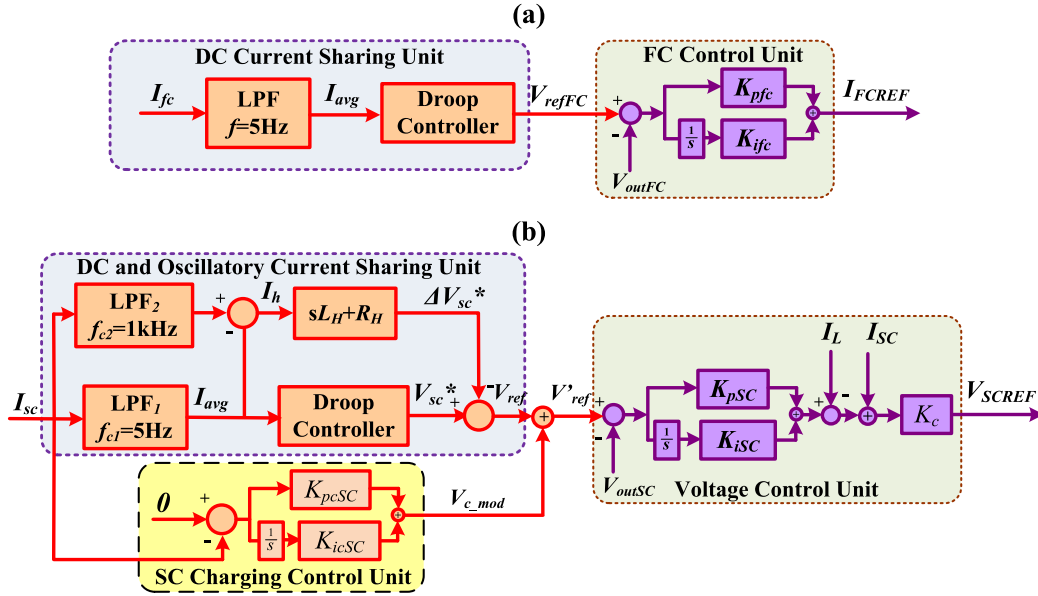 (a)
DC Current Sharing Unit
FC Control Unit
I_fc
LPF
f=5Hz
I_avg
Droop
Controller
V_refFC
+
-
V_outFC
K_pfc
1/s
K_ifc
+
I_FCREF
(b)
DC and Oscillatory Current Sharing Unit
LPF_2
f_c2=1kHz
+
-
I_h
sL_H+R_H
ΔV_sc*
I_sc
LPF_1
f_c1=5Hz
I_avg
Droop
Controller
V_sc*
+
-
V_ref
+
V'_ref
+
-
V_outSC
K_pSC
1/s
K_iSC
+
+
I_L
-
I_SC
+
K_c
V_SCREF
Voltage Control Unit
0
+
-
K_pcSC
1/s
K_icSC
+
V_c_mod
SC Charging Control Unit